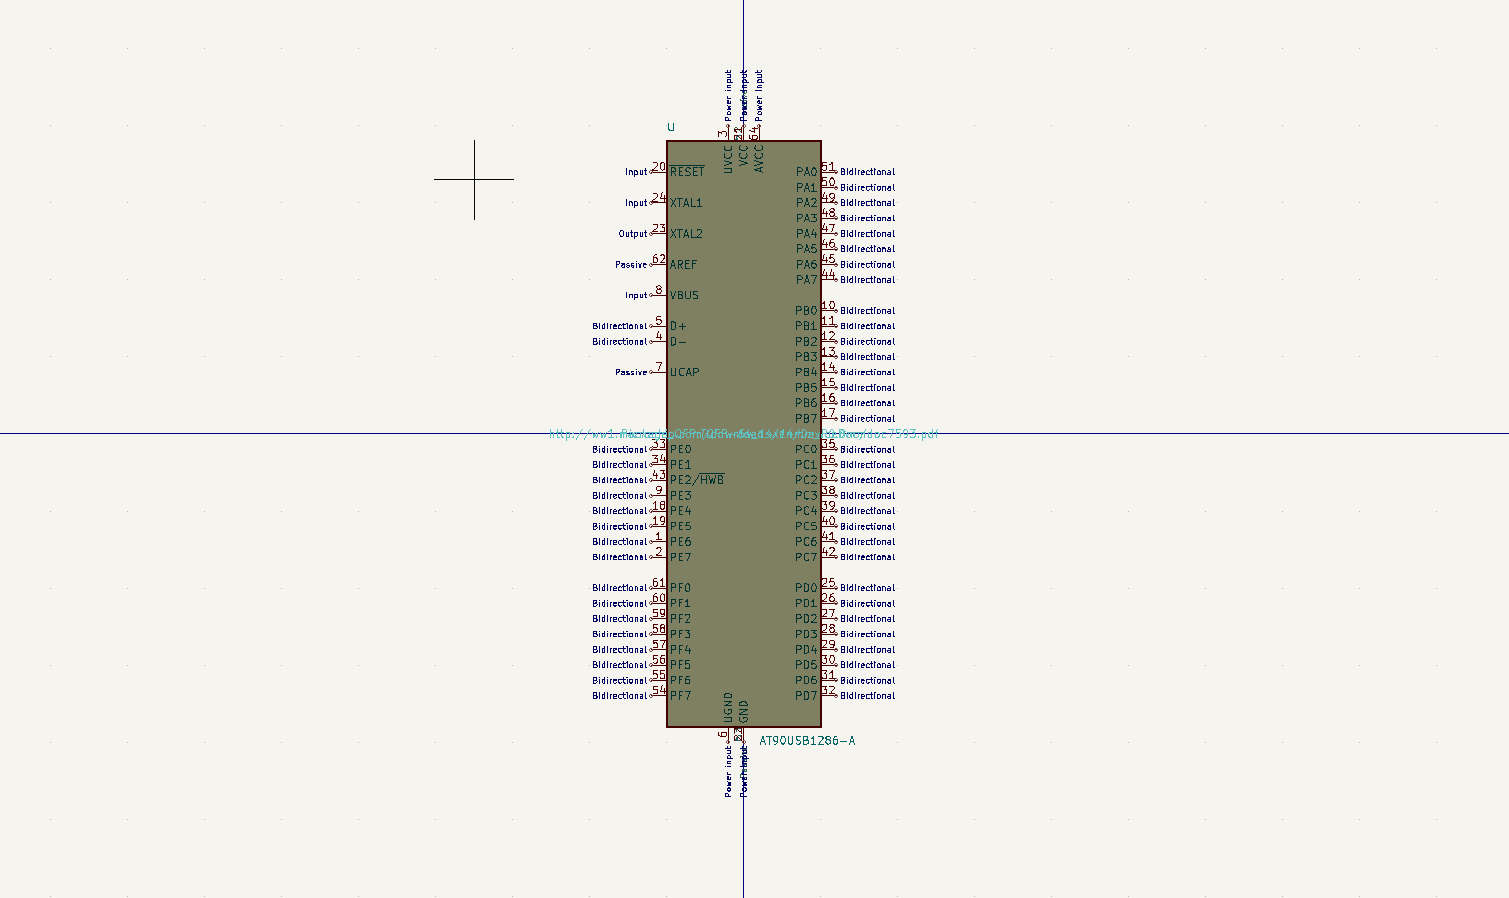 Power input
Power input
U
3
64
UVCC
VCC
AVCC
Input 20 RESET
Input 24 XTAL1
Output 23 XTAL2
Passive 62 AREF
Input 8 VBUS
Bidirectional 5 D+
Bidirectional 4 D-
Passive 7 UCAP
PA0 51 Bidirectional
PA1 50 Bidirectional
PA2 49 Bidirectional
PA3 48 Bidirectional
PA4 47 Bidirectional
PA5 46 Bidirectional
PA6 45 Bidirectional
PA7 44 Bidirectional
PB0 10 Bidirectional
PB1 11 Bidirectional
PB2 12 Bidirectional
PB3 13 Bidirectional
PB4 14 Bidirectional
PB5 15 Bidirectional
PB6 16 Bidirectional
PB7 17 Bidirectional
Bidirectional 33 PE0
Bidirectional 34 PE1
Bidirectional 43 PE2/HWB
Bidirectional 9 PE3
Bidirectional 18 PE4
Bidirectional 19 PE5
Bidirectional 1 PE6
Bidirectional 2 PE7
PC0 35 Bidirectional
PC1 36 Bidirectional
PC2 37 Bidirectional
PC3 38 Bidirectional
PC4 39 Bidirectional
PC5 40 Bidirectional
PC6 41 Bidirectional
PC7 42 Bidirectional
Bidirectional 61 PF0
Bidirectional 60 PF1
Bidirectional 59 PF2
Bidirectional 58 PF3
Bidirectional 57 PF4
Bidirectional 56 PF5
Bidirectional 55 PF6
Bidirectional 54 PF7
PD0 25 Bidirectional
PD1 26 Bidirectional
PD2 27 Bidirectional
PD3 28 Bidirectional
PD4 29 Bidirectional
PD5 30 Bidirectional
PD6 31 Bidirectional
PD7 32 Bidirectional
UGND
GND
6
AT90USB1286-A
Power input